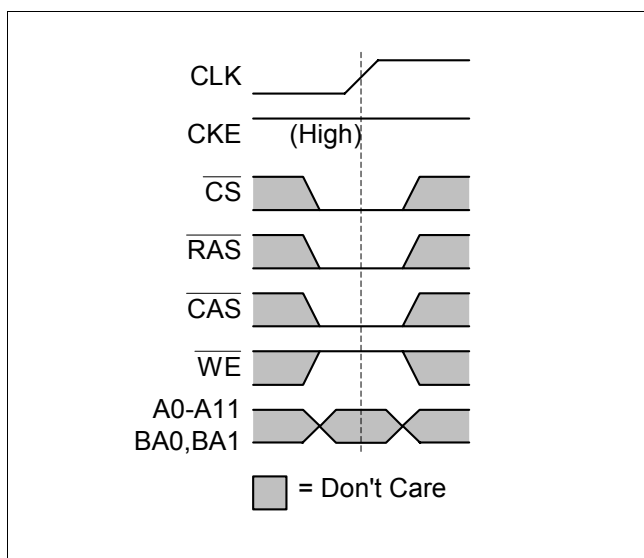 CLK
CKE (High)
CS
RAS
CAS
WE
A0-A11
BA0,BA1
= Don't Care